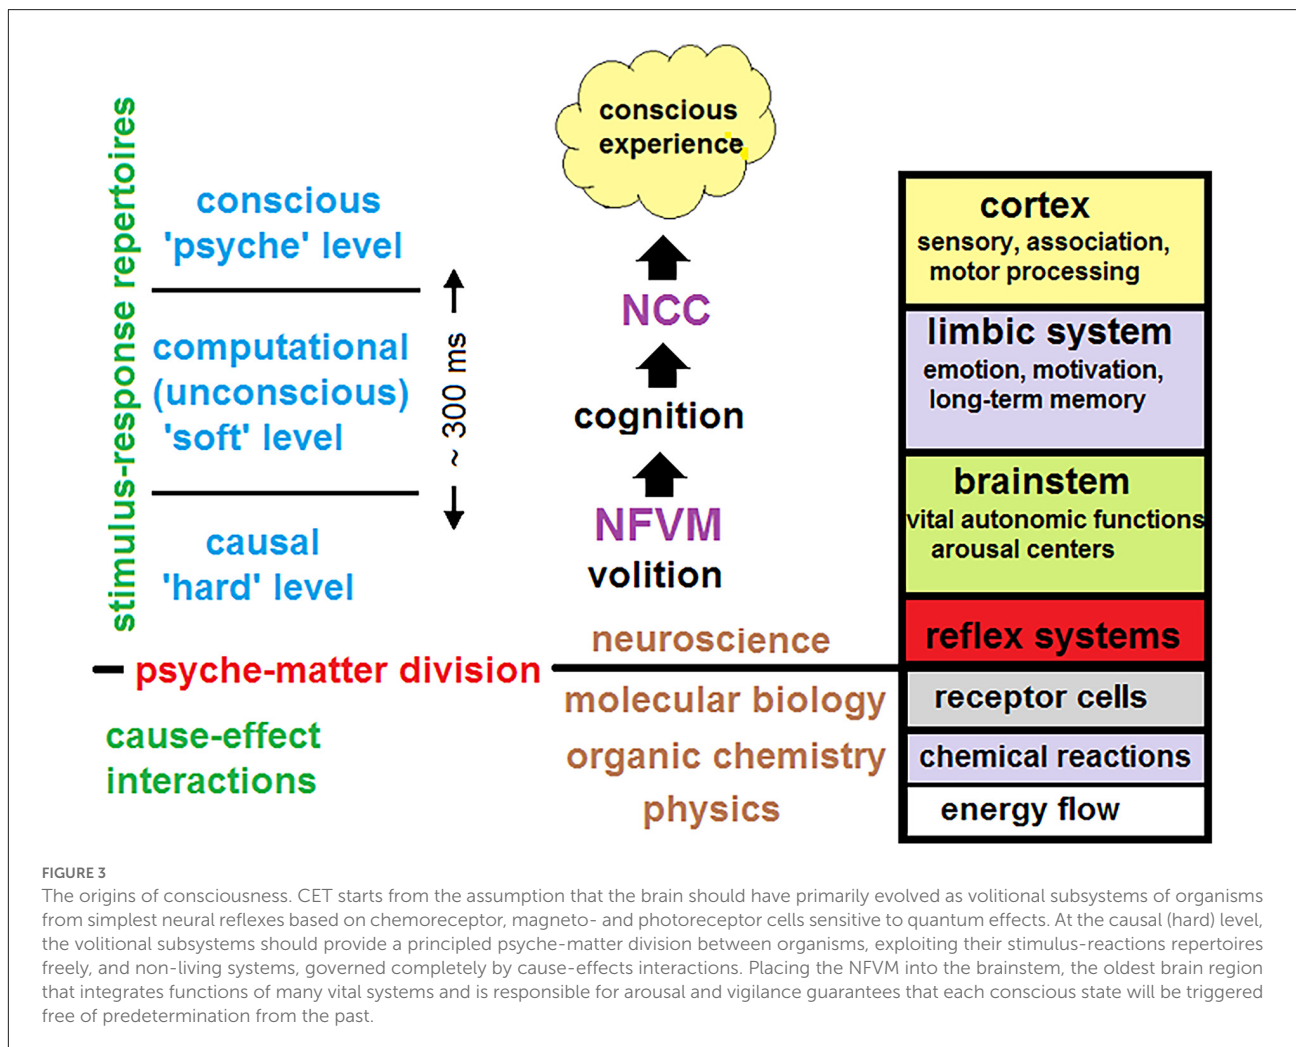 stimulus-response repertoires
conscious
'psyche' level
computational
(unconscious)
'soft' level
causal
'hard' level
~ 300 ms
conscious
experience
NCC
cognition
NFVM
volition
cortex
sensory, association,
motor processing
limbic system
emotion, motivation,
long-term memory
brainstem
vital autonomic functions
arousal centers
reflex systems
neuroscience
psyche-matter division
cause-effect
interactions
molecular biology
organic chemistry
physics
receptor cells
chemical reactions
energy flow
FIGURE 3
The origins of consciousness. CET starts from the assumption that the brain should have primarily evolved as volitional subsystems of organisms
from simplest neural reflexes based on chemoreceptor, magneto- and photoreceptor cells sensitive to quantum effects. At the causal (hard) level,
the volitional subsystems should provide a principled psyche-matter division between organisms, exploiting their stimulus-reactions repertoires
freely, and non-living systems, governed completely by cause-effects interactions. Placing the NFVM into the brainstem, the oldest brain region
that integrates functions of many vital systems and is responsible for arousal and vigilance guarantees that each conscious state will be triggered
free of predetermination from the past.